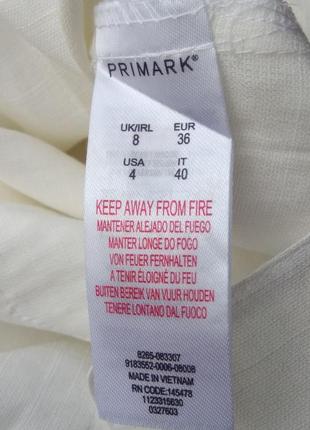 PRIMARK®
UK/IRL EUR
8 36
USA IT
4 40
KEEP AWAY FROM FIRE
MANTENER ALEJADO DEL FUEGO
MANTER LONGE DO FOGO
VON FEUER FERNHALTEN
A TENIR ÉLOIGNÉ DU FEU
BUITEN BEREIK VAN VUUR HOUDEN
TENERE LONTANO DAL FUOCO
8265-083307
9183552-0006-08008
MADE IN VIETNAM
RN CODE:145478
1123315630
0327603